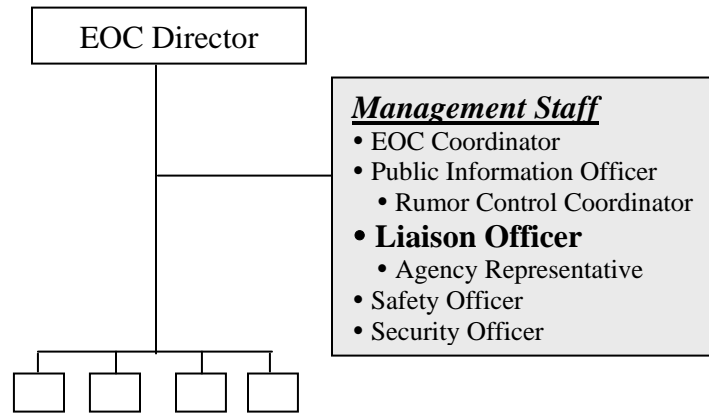 EOC Director
Management Staff
• EOC Coordinator
• Public Information Officer
• Rumor Control Coordinator
• Liaison Officer
• Agency Representative
• Safety Officer
• Security Officer